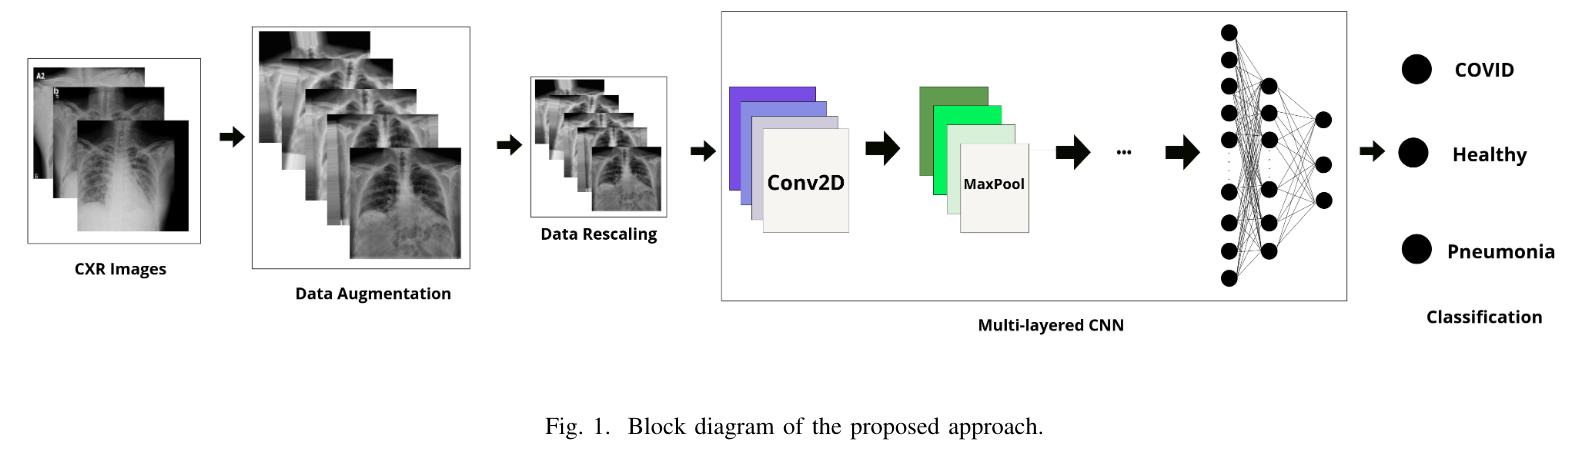 A2
b
CXR Images
Data Augmentation
Data Rescaling
Conv2D
MaxPool
...
Multi-layered CNN
COVID
Healthy
Pneumonia
Classification
Fig. 1. Block diagram of the proposed approach.